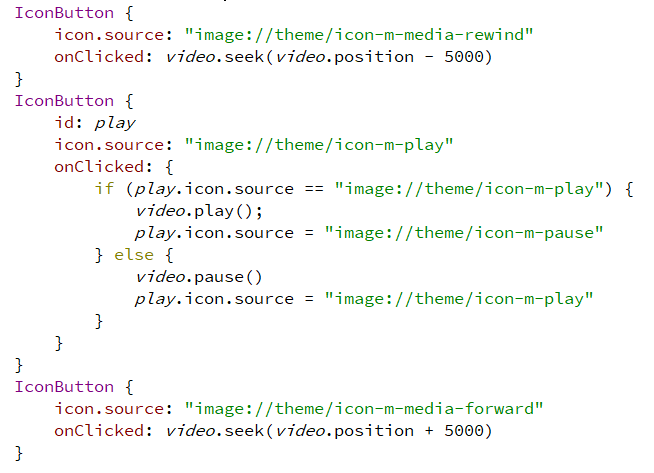 IconButton {
    icon.source: "image://theme/icon-m-media-rewind"
    onClicked: video.seek(video.position - 5000)
}
IconButton {
    id: play
    icon.source: "image://theme/icon-m-play"
    onClicked: {
        if (play.icon.source == "image://theme/icon-m-play") {
            video.play();
            play.icon.source = "image://theme/icon-m-pause"
        } else {
            video.pause()
            play.icon.source = "image://theme/icon-m-play"
        }
    }
}
IconButton {
    icon.source: "image://theme/icon-m-media-forward"
    onClicked: video.seek(video.position + 5000)
}